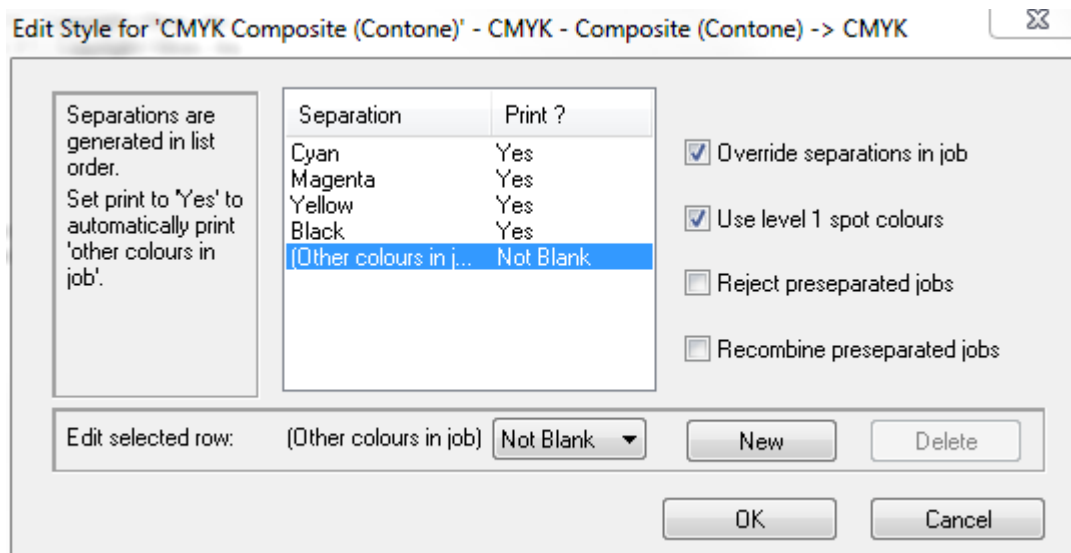 Edit Style for 'CMYK Composite (Contone)' - CMYK - Composite (Contone) -> CMYK
Separations are
generated in list
order.
Set print to 'Yes' to
automatically print
'other colours in
job'.
Separation Print ?
Cyan Yes
Magenta Yes
Yellow Yes
Black Yes
(Other colours in j... Not Blank
Override separations in job
Use level 1 spot colours
Reject preseparated jobs
Recombine preseparated jobs
Edit selected row: (Other colours in job) Not Blank New Delete
OK Cancel